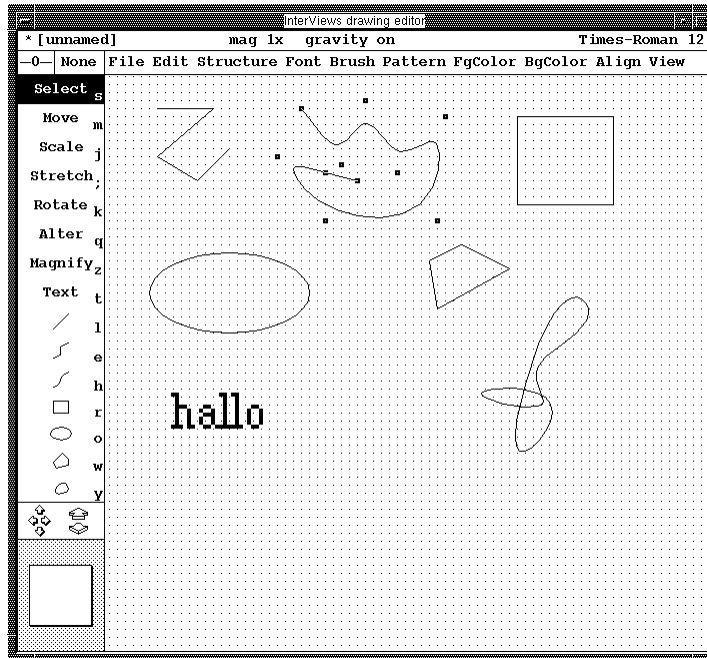 InterViews drawing editor
* [unnamed] mag 1x gravity on Times-Roman 12
0 None File Edit Structure Font Brush Pattern FgColor BgColor Align View
Select s
Move m
Scale j
Stretch ;
Rotate k
Alter q
Magnify z
Text t
l
e
h
r
o
w
y
hallo